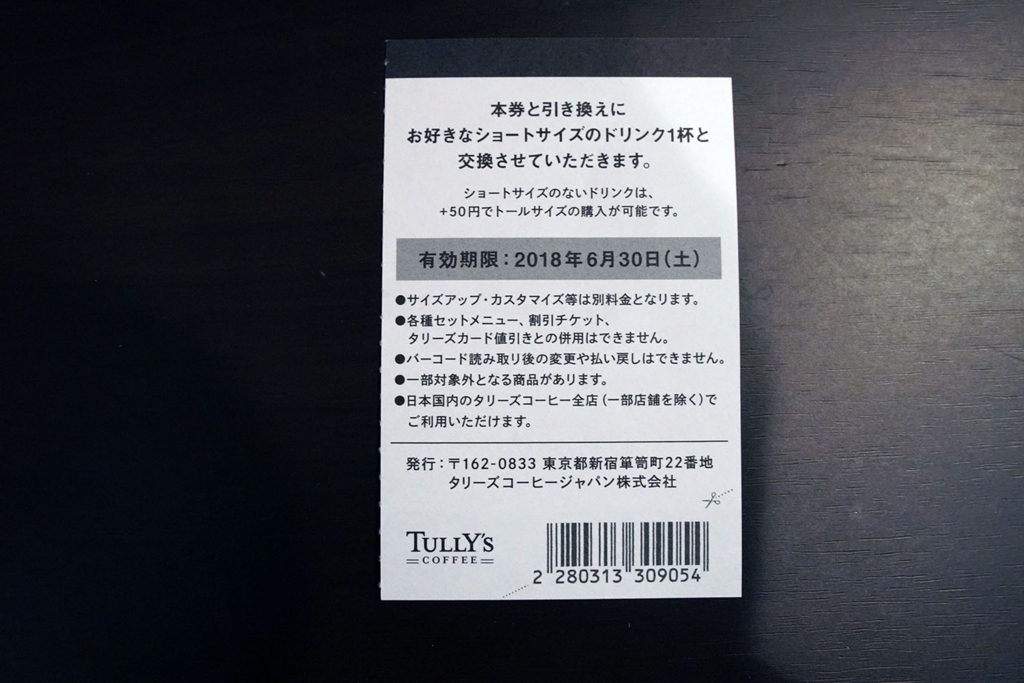 本券と引き換えに
お好きなショートサイズのドリンク1杯と
交換させていただきます。
ショートサイズのないドリンクは、
+50円でトールサイズの購入が可能です。
有効期限：2018年6月30日（土）
●サイズアップ・カスタマイズ等は別料金となります。
●各種セットメニュー、割引チケット、
タリーズカード値引きとの併用はできません。
●バーコード読み取り後の変更や払い戻しはできません。
●一部対象外となる商品があります。
●日本国内のタリーズコーヒー全店（一部店舗を除く）で
ご利用いただけます。
発行：〒162-0833 東京都新宿区箪笥町22番地
タリーズコーヒージャパン株式会社
TULLY'S
COFFEE
2 280313 309054